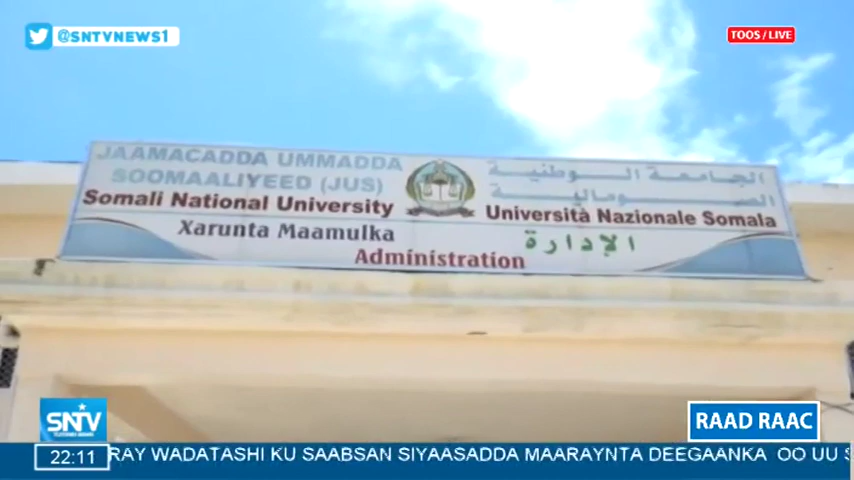 @SNTVNEWS1
TOOS / LIVE
JAAMACADDA UMMADDA
SOOMAALIYEED (JUS)
Somali National University
Xarunta Maamulka
Administration
الجامعة الوطنية
الصومالية
Università Nazionale Somala
الإدارة
SNTV
RAAD RAAC
22:11
RAY WADATASHI KU SAABSAN SIYAASADDA MAARAYNTA DEEGAANKA OO UU S